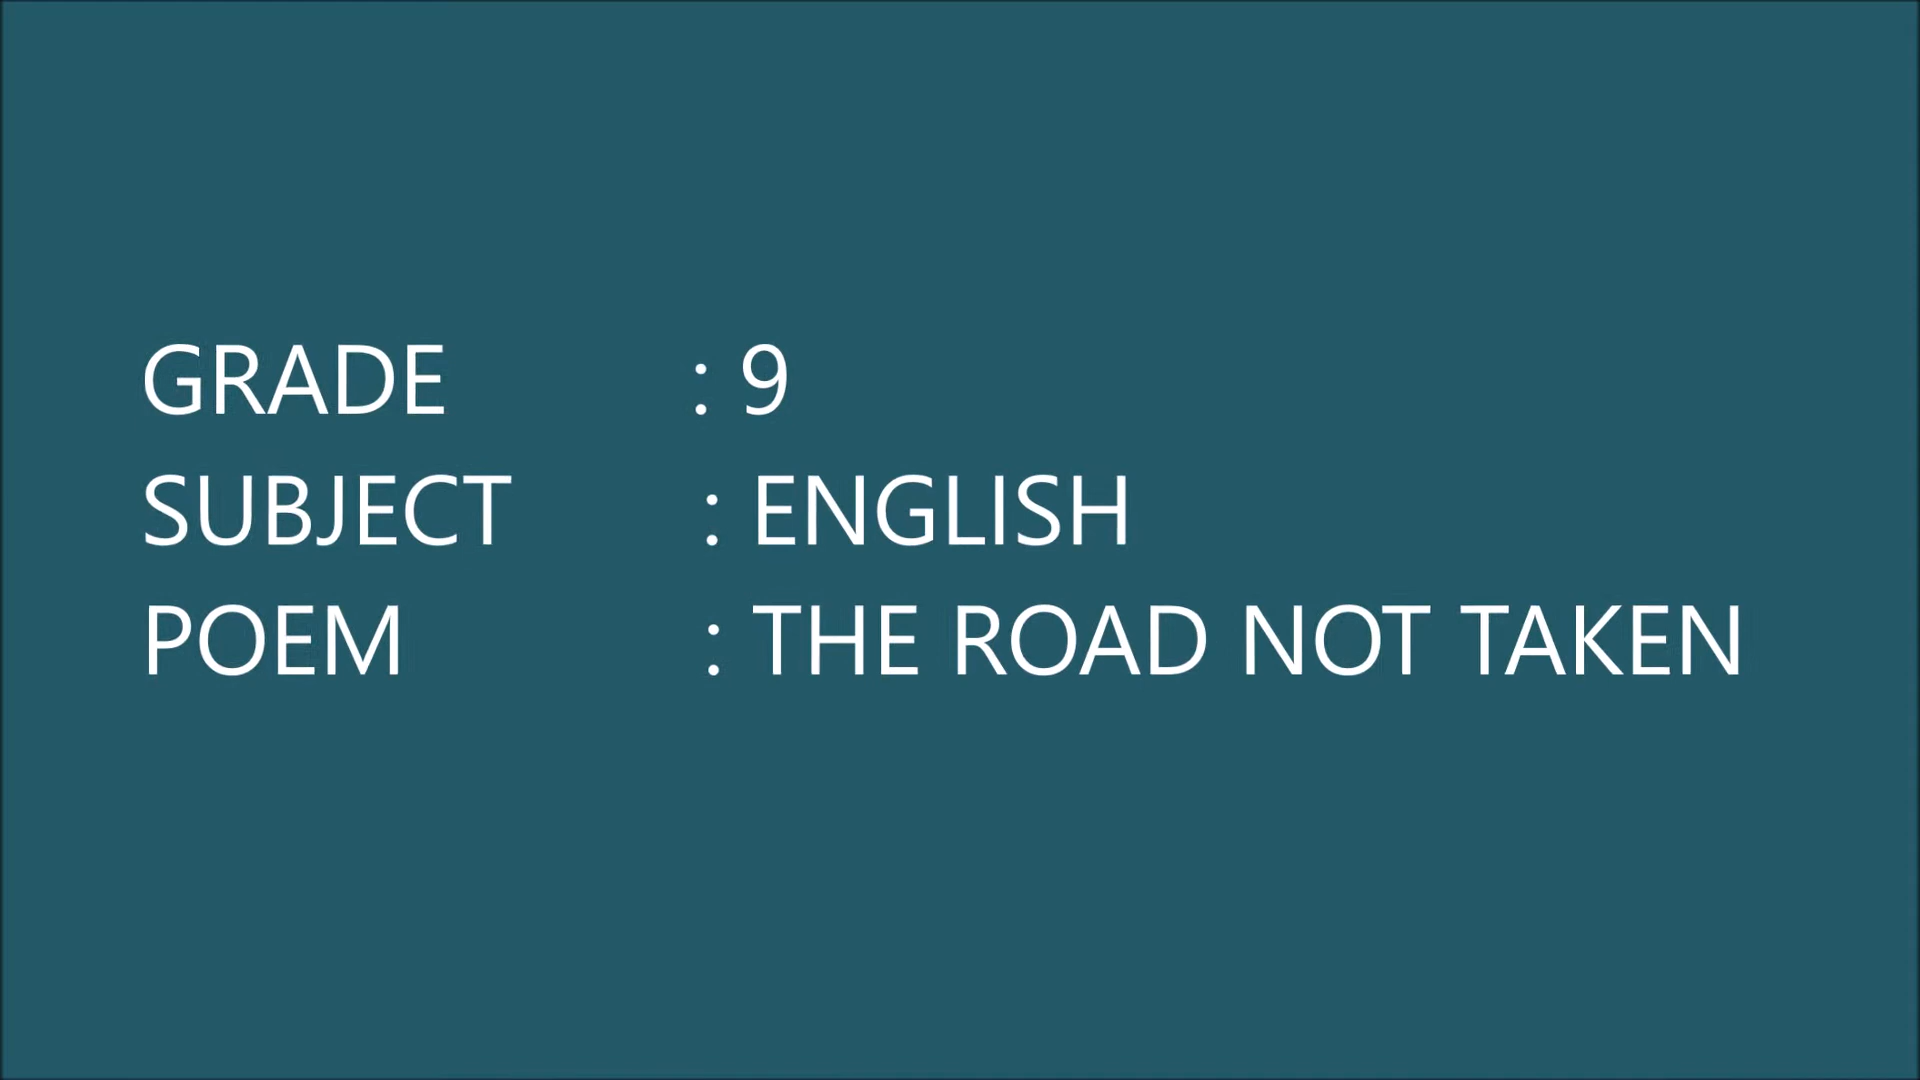 GRADE : 9
SUBJECT : ENGLISH
POEM : THE ROAD NOT TAKEN